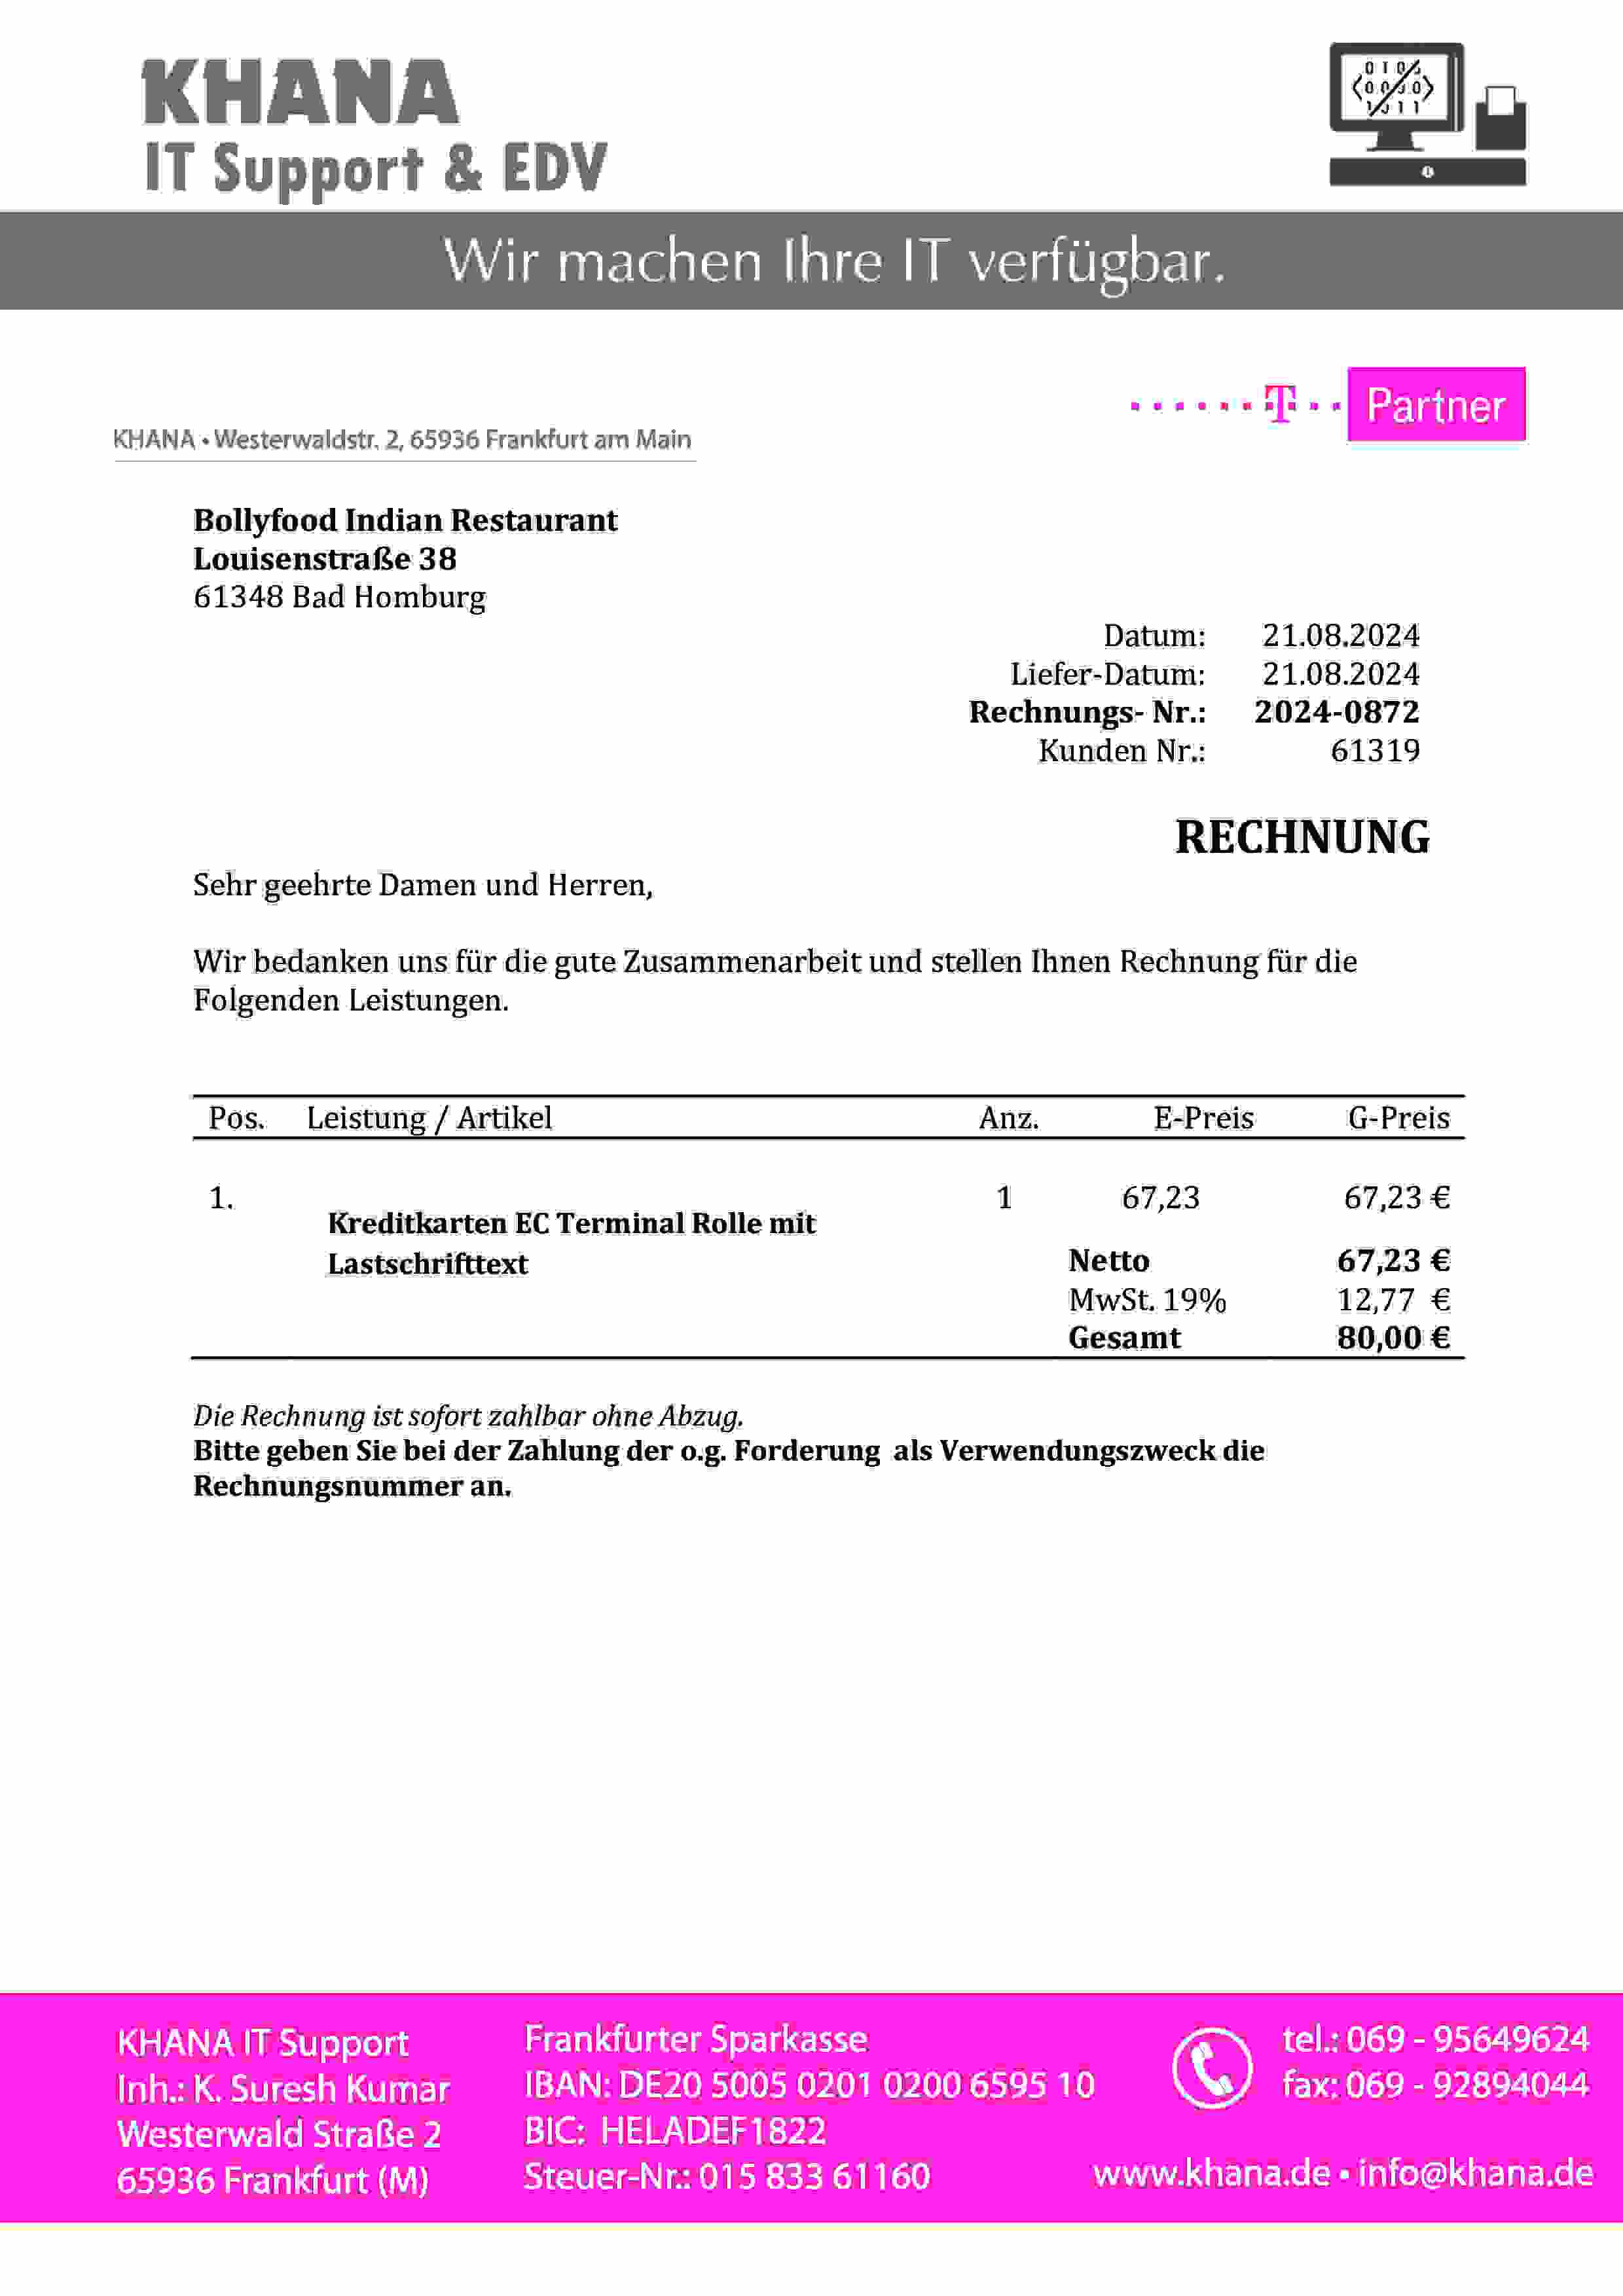 KHANA
IT Support & EDV
Wir machen Ihre IT verfügbar.
T Partner
KHANA • Westerwaldstr. 2, 65936 Frankfurt am Main
Bollyfood Indian Restaurant
Louisenstraße 38
61348 Bad Homburg
Datum: 21.08.2024
Liefer-Datum: 21.08.2024
Rechnungs- Nr.: 2024-0872
Kunden Nr.: 61319
RECHNUNG
Sehr geehrte Damen und Herren,
Wir bedanken uns für die gute Zusammenarbeit und stellen Ihnen Rechnung für die
Folgenden Leistungen.
Pos. Leistung / Artikel Anz. E-Preis G-Preis
1. 1 67,23 67,23 €
Kreditkarten EC Terminal Rolle mit
Lastschrifttext
Netto 67,23 €
MwSt. 19% 12,77 €
Gesamt 80,00 €
Die Rechnung ist sofort zahlbar ohne Abzug.
Bitte geben Sie bei der Zahlung der o.g. Forderung als Verwendungszweck die
Rechnungsnummer an.
KHANA IT Support
Inh.: K. Suresh Kumar
Westerwald Straße 2
65936 Frankfurt (M)
Frankfurter Sparkasse
IBAN: DE20 5005 0201 0200 6595 10
BIC: HELADEF1822
Steuer-Nr.: 015 833 61160
tel.: 069 - 95649624
fax: 069 - 92894044
www.khana.de • info@khana.de